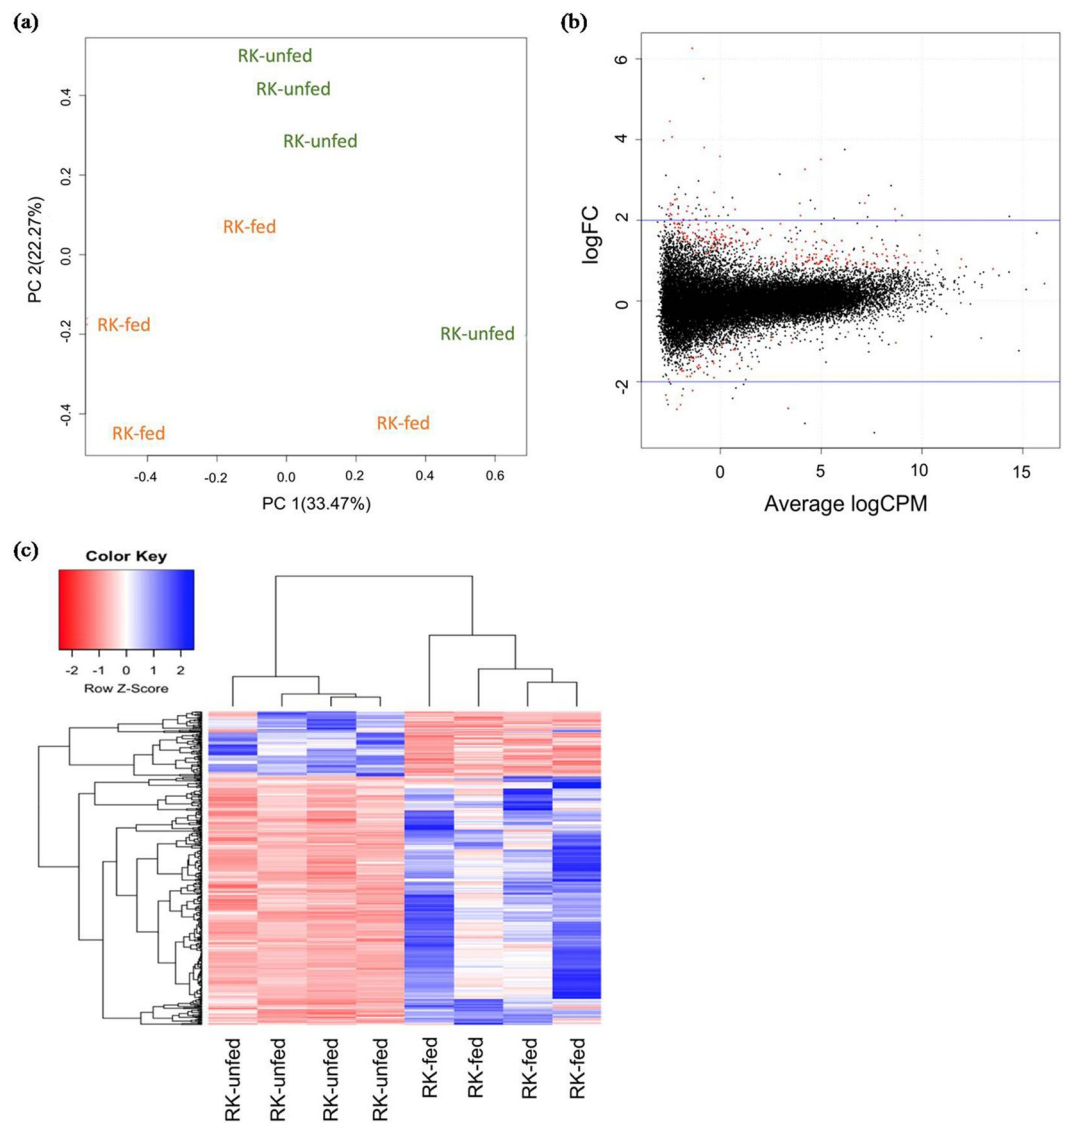 (a)
RK-unfed
RK-unfed
RK-unfed
RK-fed
RK-fed
RK-unfed
RK-fed
RK-fed
0.4
0.2
0.0
-0.2
-0.4
PC 2(22.27%)
-0.4 -0.2 0.0 0.2 0.4 0.6
PC 1(33.47%)
(b)
6
4
2
0
-2
logFC
0 5 10 15
Average logCPM
(c)
Color Key
-2 -1 0 1 2
Row Z-Score
RK-unfed
RK-unfed
RK-unfed
RK-unfed
RK-fed
RK-fed
RK-fed
RK-fed